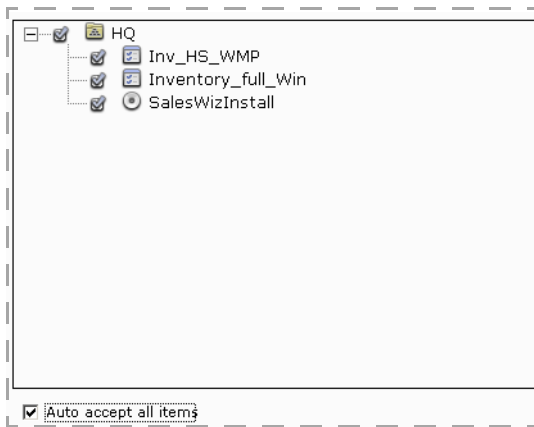 HQ
Inv_HS_WMP
Inventory_full_Win
SalesWizInstall
Auto accept all items